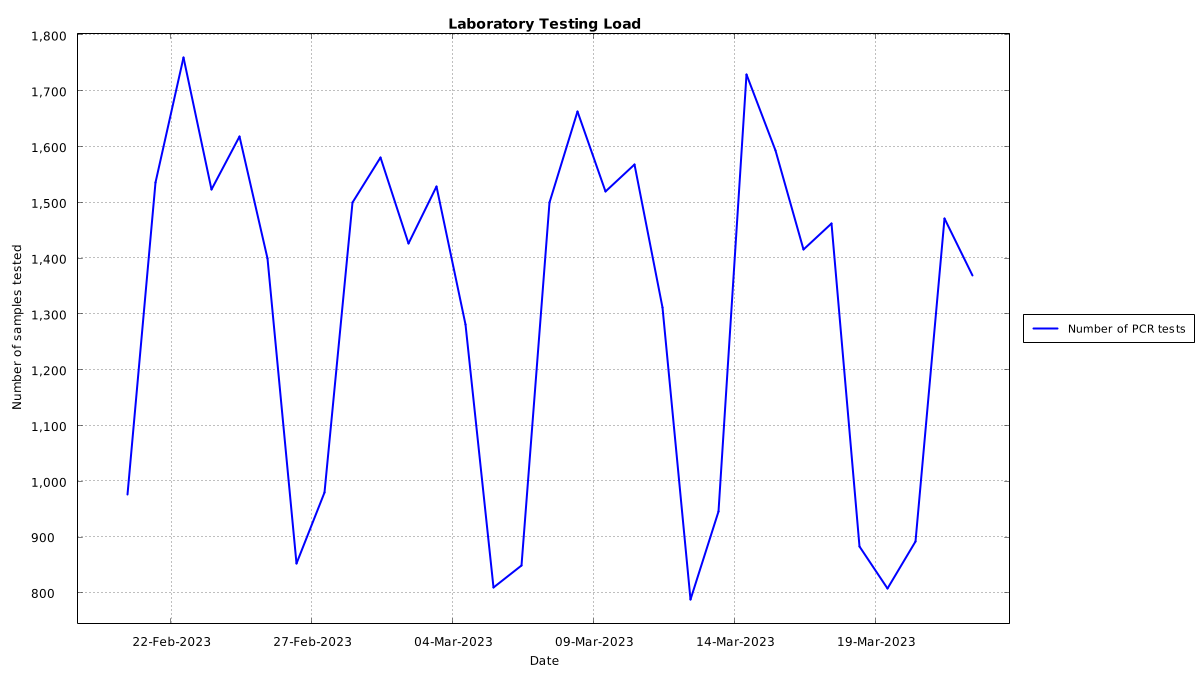 Laboratory Testing Load
1,800
1,700
1,600
1,500
1,400
1,300
1,200
1,100
1,000
900
800
Number of samples tested
22-Feb-2023 27-Feb-2023 04-Mar-2023 09-Mar-2023 14-Mar-2023 19-Mar-2023
Date
Number of PCR tests